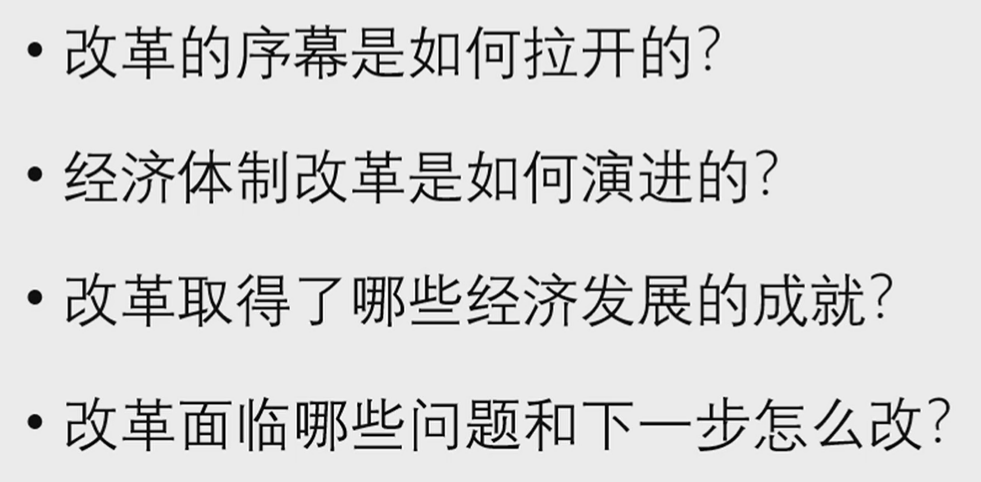 • 改革的序幕是如何拉开的?
• 经济体制改革是如何演进的?
• 改革取得了哪些经济发展的成就?
• 改革面临哪些问题和下一步怎么改?